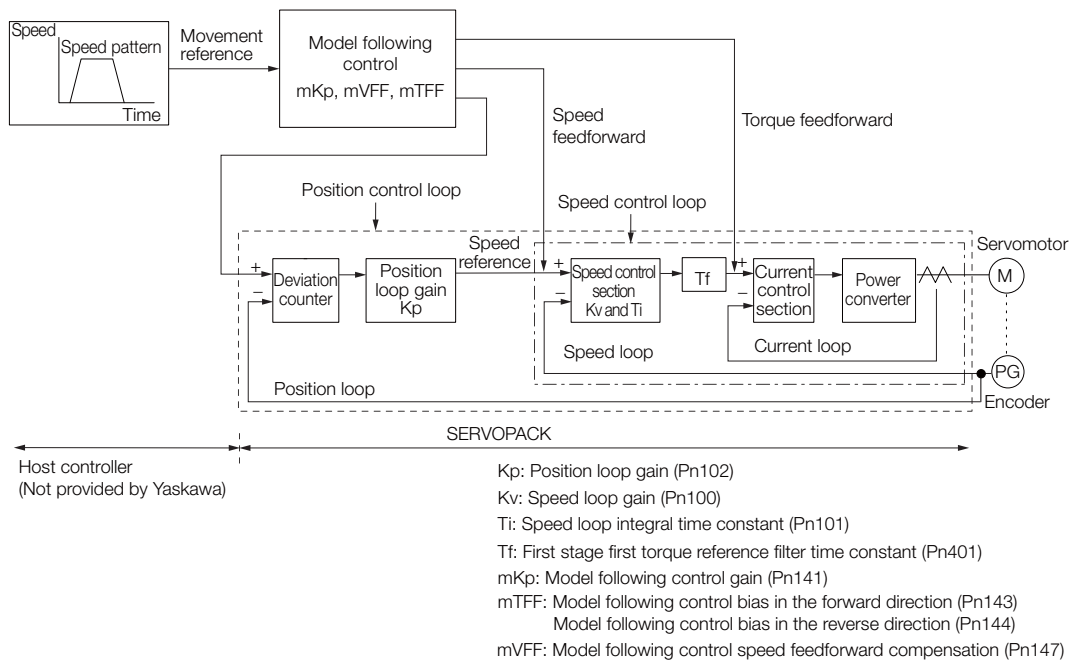 Speed
Speed pattern
Time
Movement
reference
Model following
control
mKp, mVFF, mTFF
Speed
feedforward
Torque feedforward
Position control loop
Speed control loop
Speed
reference
Servomotor
+
−
Deviation
counter
Position
loop gain
Kp
+
−
Speed control
section
Kv and Ti
Tf
+
−
Current
control
section
Power
converter
M
Speed loop
Current loop
PG
Position loop
Encoder
SERVOPACK
Host controller
(Not provided by Yaskawa)
Kp: Position loop gain (Pn102)
Kv: Speed loop gain (Pn100)
Ti: Speed loop integral time constant (Pn101)
Tf: First stage first torque reference filter time constant (Pn401)
mKp: Model following control gain (Pn141)
mTFF: Model following control bias in the forward direction (Pn143)
Model following control bias in the reverse direction (Pn144)
mVFF: Model following control speed feedforward compensation (Pn147)